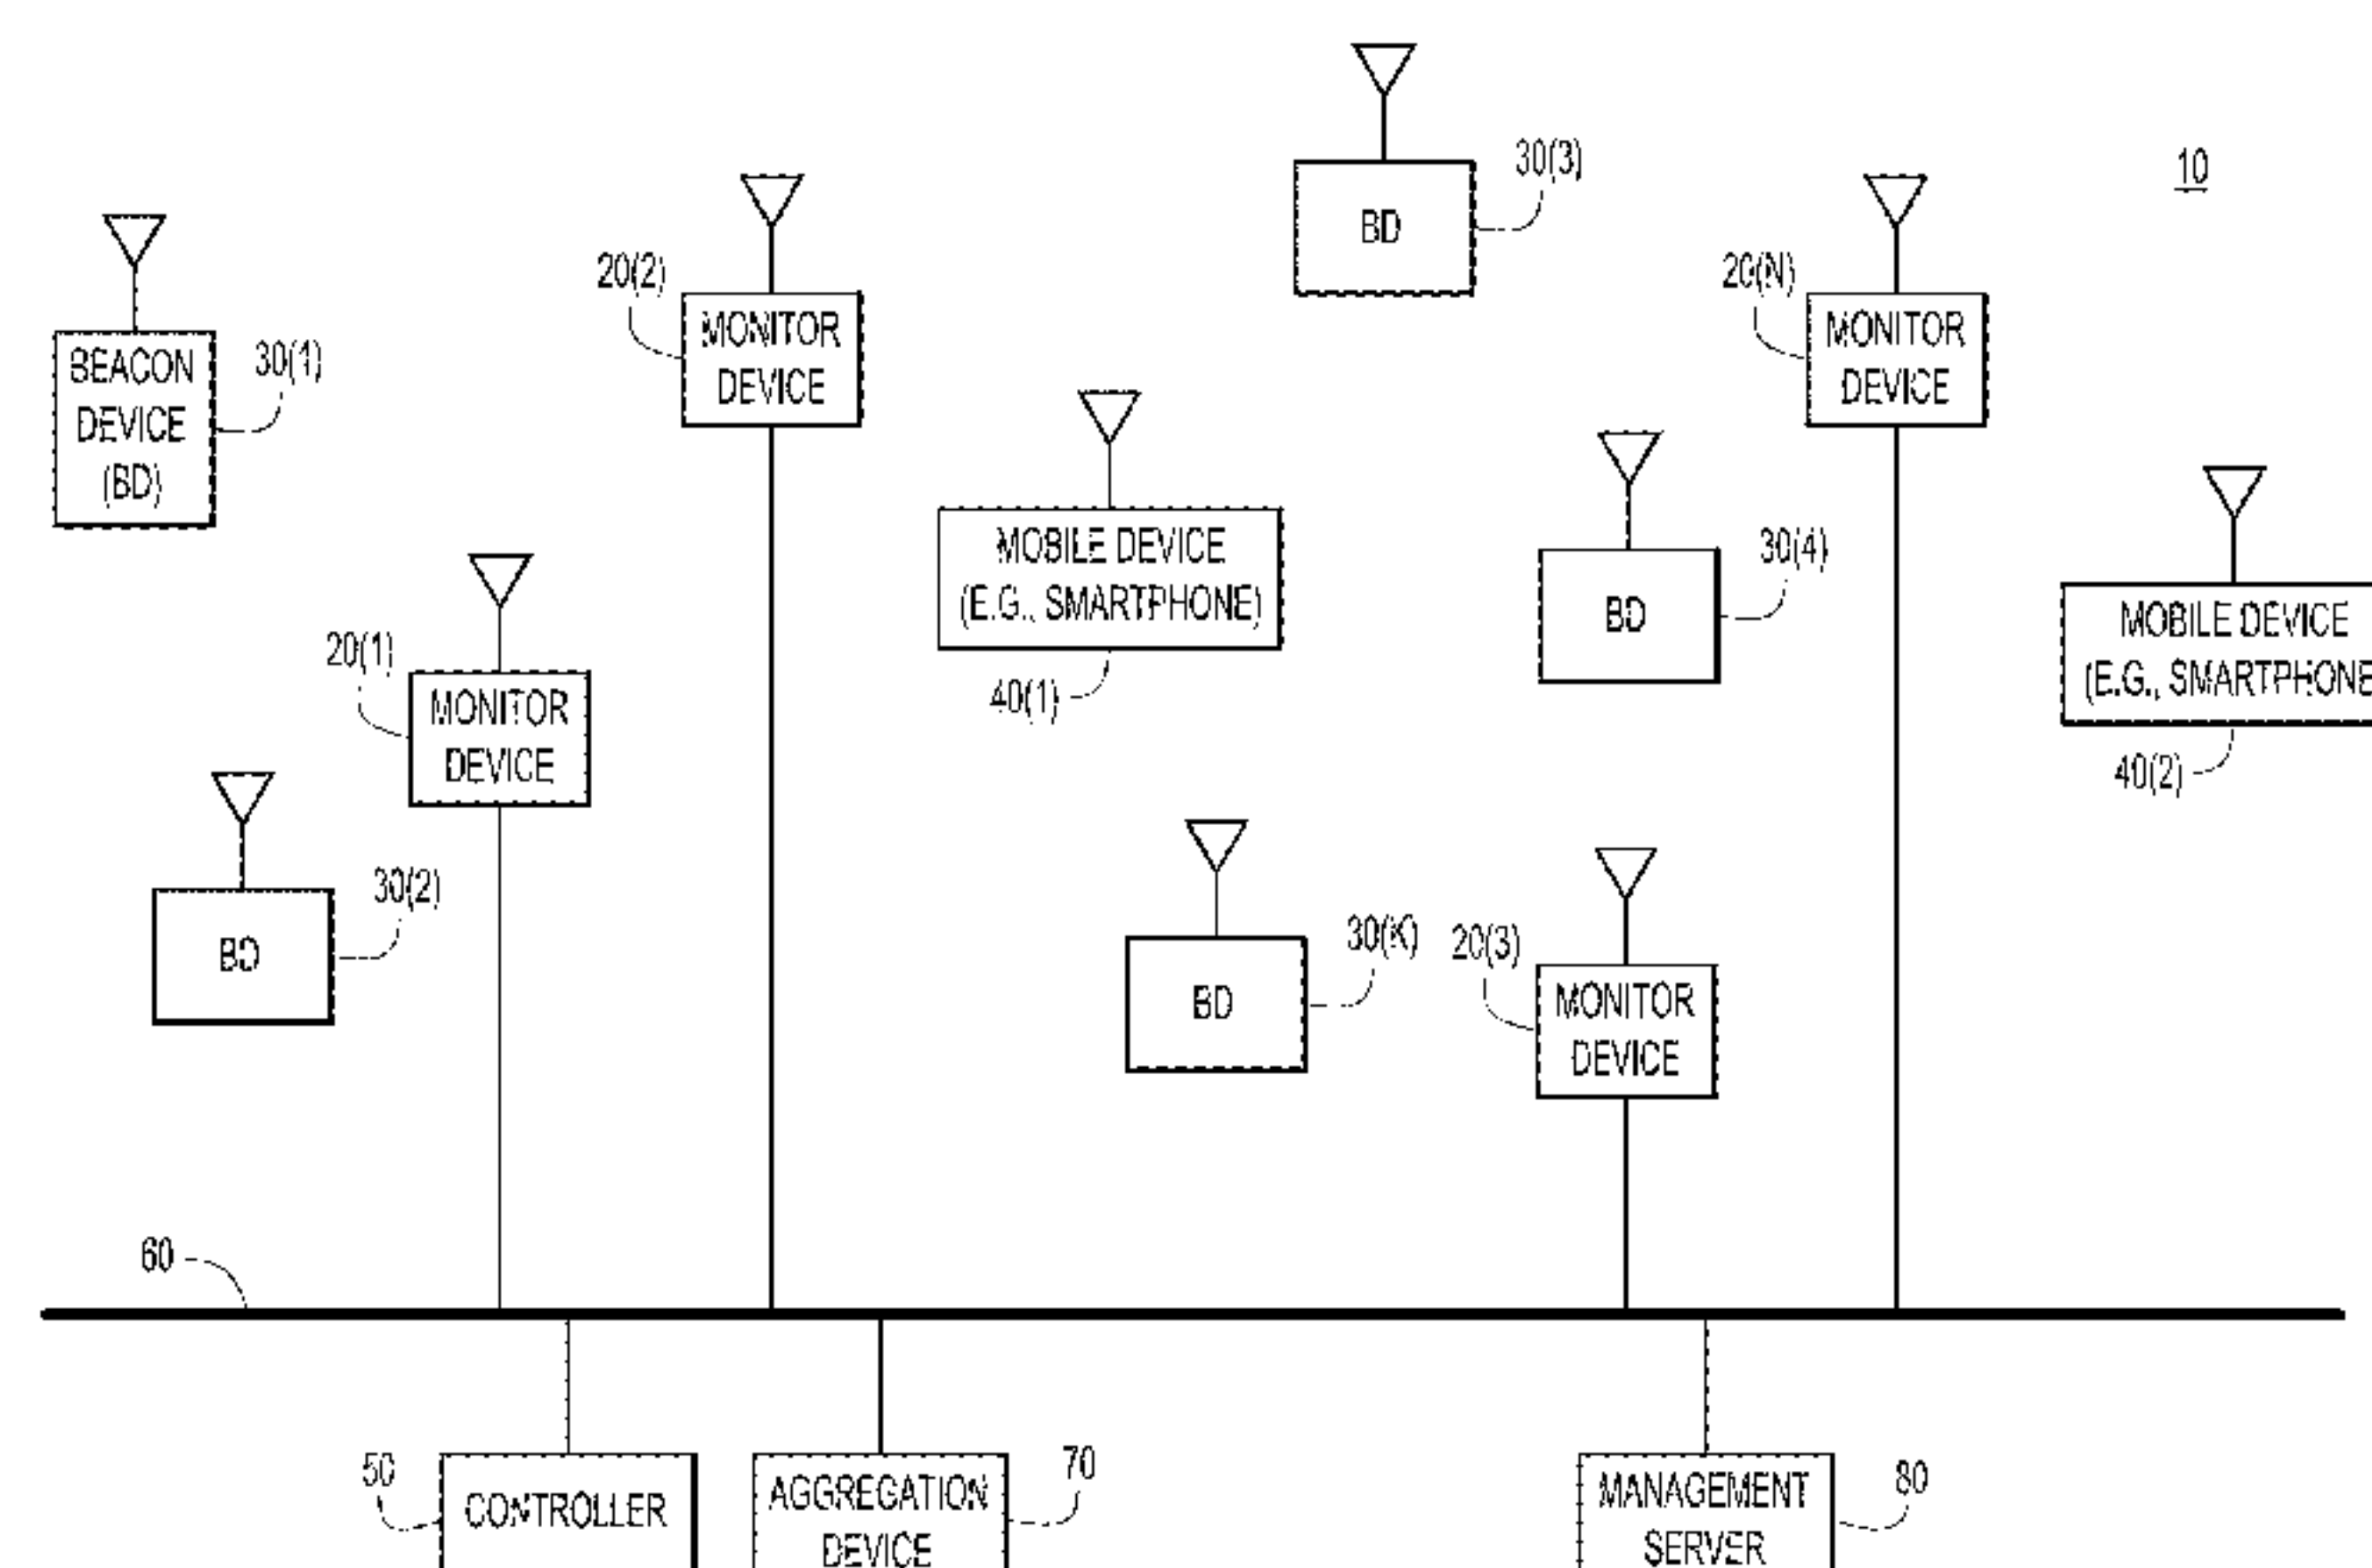 30(3)
10
BD
20(2)
20(N)
MONITOR
DEVICE
MONITOR
DEVICE
BEACON
DEVICE
(BD)
30(1)
MOBILE DEVICE
(E.G., SMARTPHONE)
40(1)
30(4)
BD
MOBILE DEVICE
(E.G., SMARTPHONE
40(2)
20(1)
MONITOR
DEVICE
30(2)
BD
30(K)
BD
20(3)
MONITOR
DEVICE
60
50
CONTROLLER
AGGREGATION
DEVICE
70
MANAGEMENT
SERVER
80